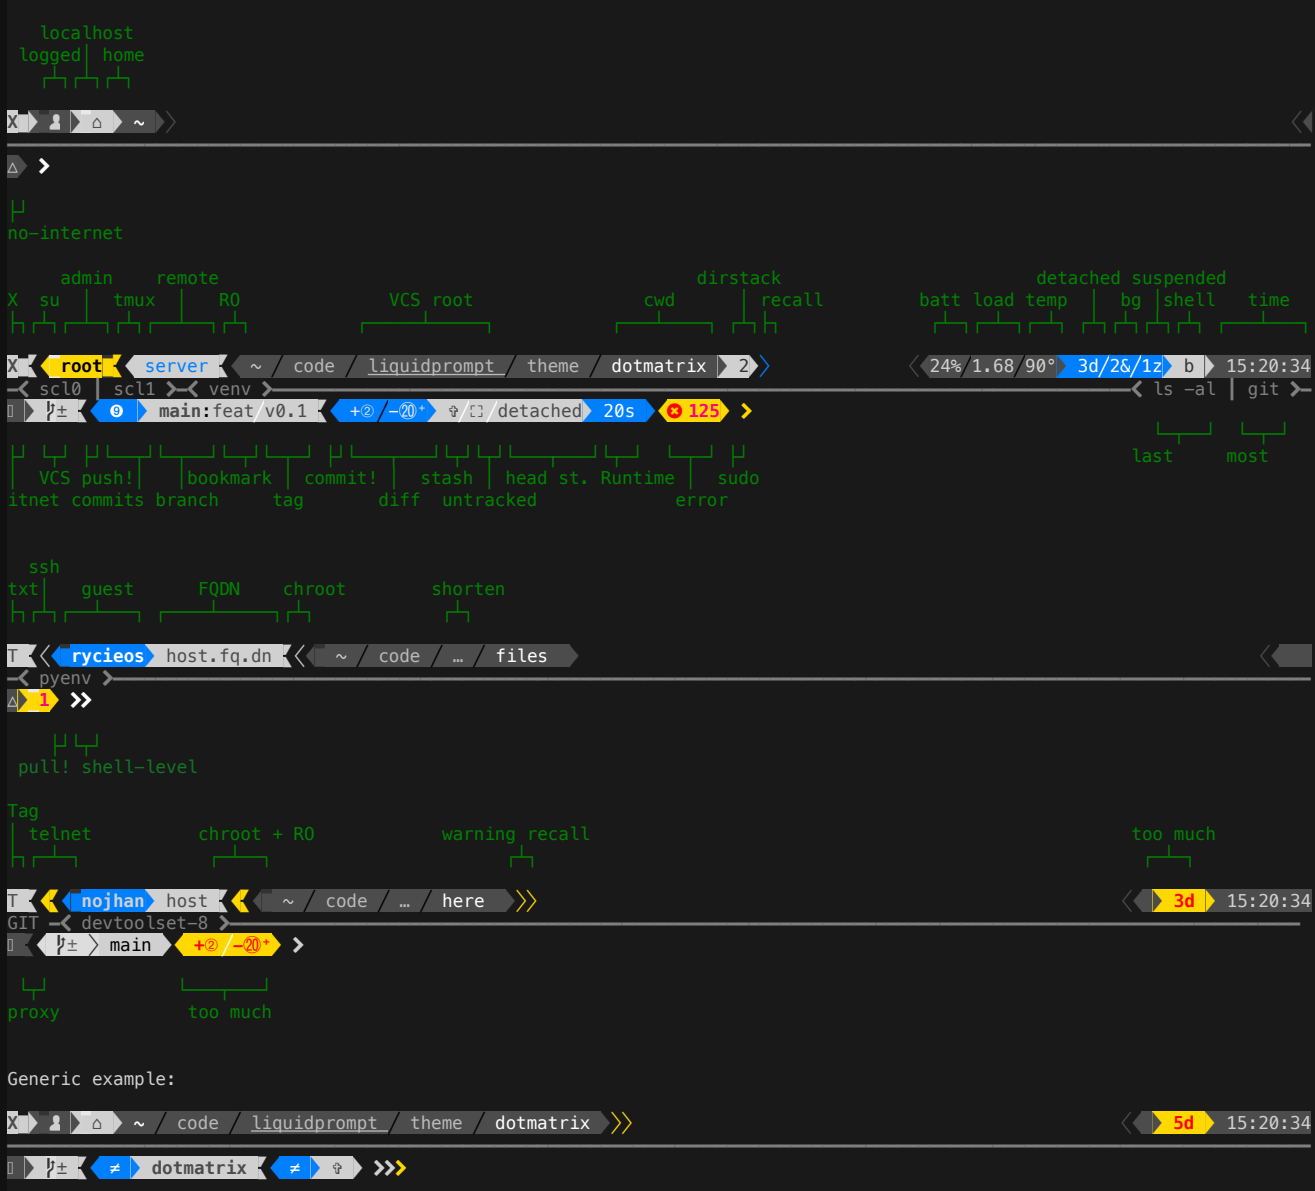 localhost
logged home
X ⌂ ~
△ ❯
no-internet
admin remote dirstack detached suspended
X su tmux RO VCS root cwd recall batt load temp bg shell time
X root server ~ / code / liquidprompt / theme / dotmatrix 2 24%/1.68/90° 3d/2&/1z b 15:20:34
scl0 | scl1 venv ls -al | git
± ❾ main:feat/v0.1 +②/-⑳⁺ ✞/⛶/detached 20s ⊗ 125 ❯
last most
VCS push! bookmark commit! stash head st. Runtime sudo
itnet commits branch tag diff untracked error
ssh
txt guest FQDN chroot shorten
T rycieos host.fq.dn ~ / code / … / files
pyenv
△ 1 ❯❯
pull! shell-level
Tag
telnet chroot + RO warning recall too much
T nojhan host ~ / code / … / here 3d 15:20:34
GIT devtoolset-8
± main +②/-⑳⁺ ❯
proxy too much
Generic example:
X ⌂ ~ / code / liquidprompt / theme / dotmatrix 5d 15:20:34
± ≠ dotmatrix ≠ ✞ ❯❯❯